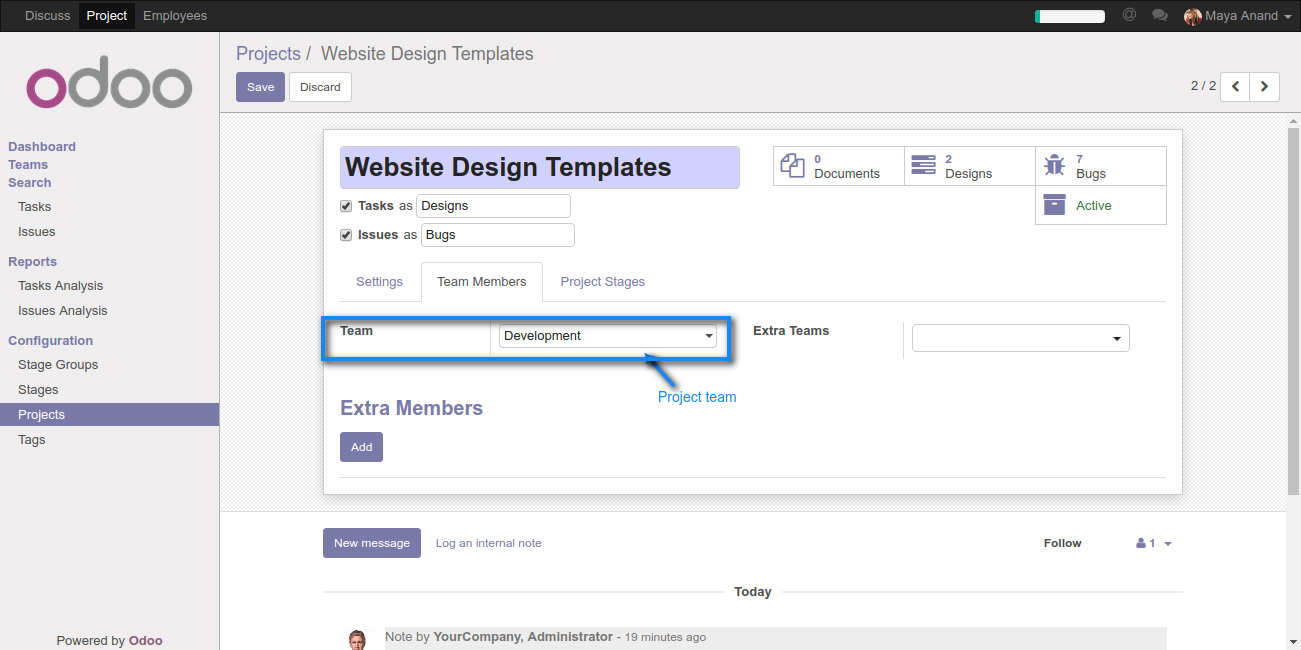 Discuss Project Employees
@ Maya Anand
odoo
Projects / Website Design Templates
Save Discard
2 / 2
Dashboard
Teams
Search
Tasks
Issues
Reports
Tasks Analysis
Issues Analysis
Configuration
Stage Groups
Stages
Projects
Tags
Powered by Odoo
Website Design Templates
0
Documents
2
Designs
7
Bugs
Active
Tasks as Designs
Issues as Bugs
Settings Team Members Project Stages
Team Development
Extra Teams
Project team
Extra Members
Add
New message Log an internal note
Follow 1
Today
Note by YourCompany, Administrator - 19 minutes ago